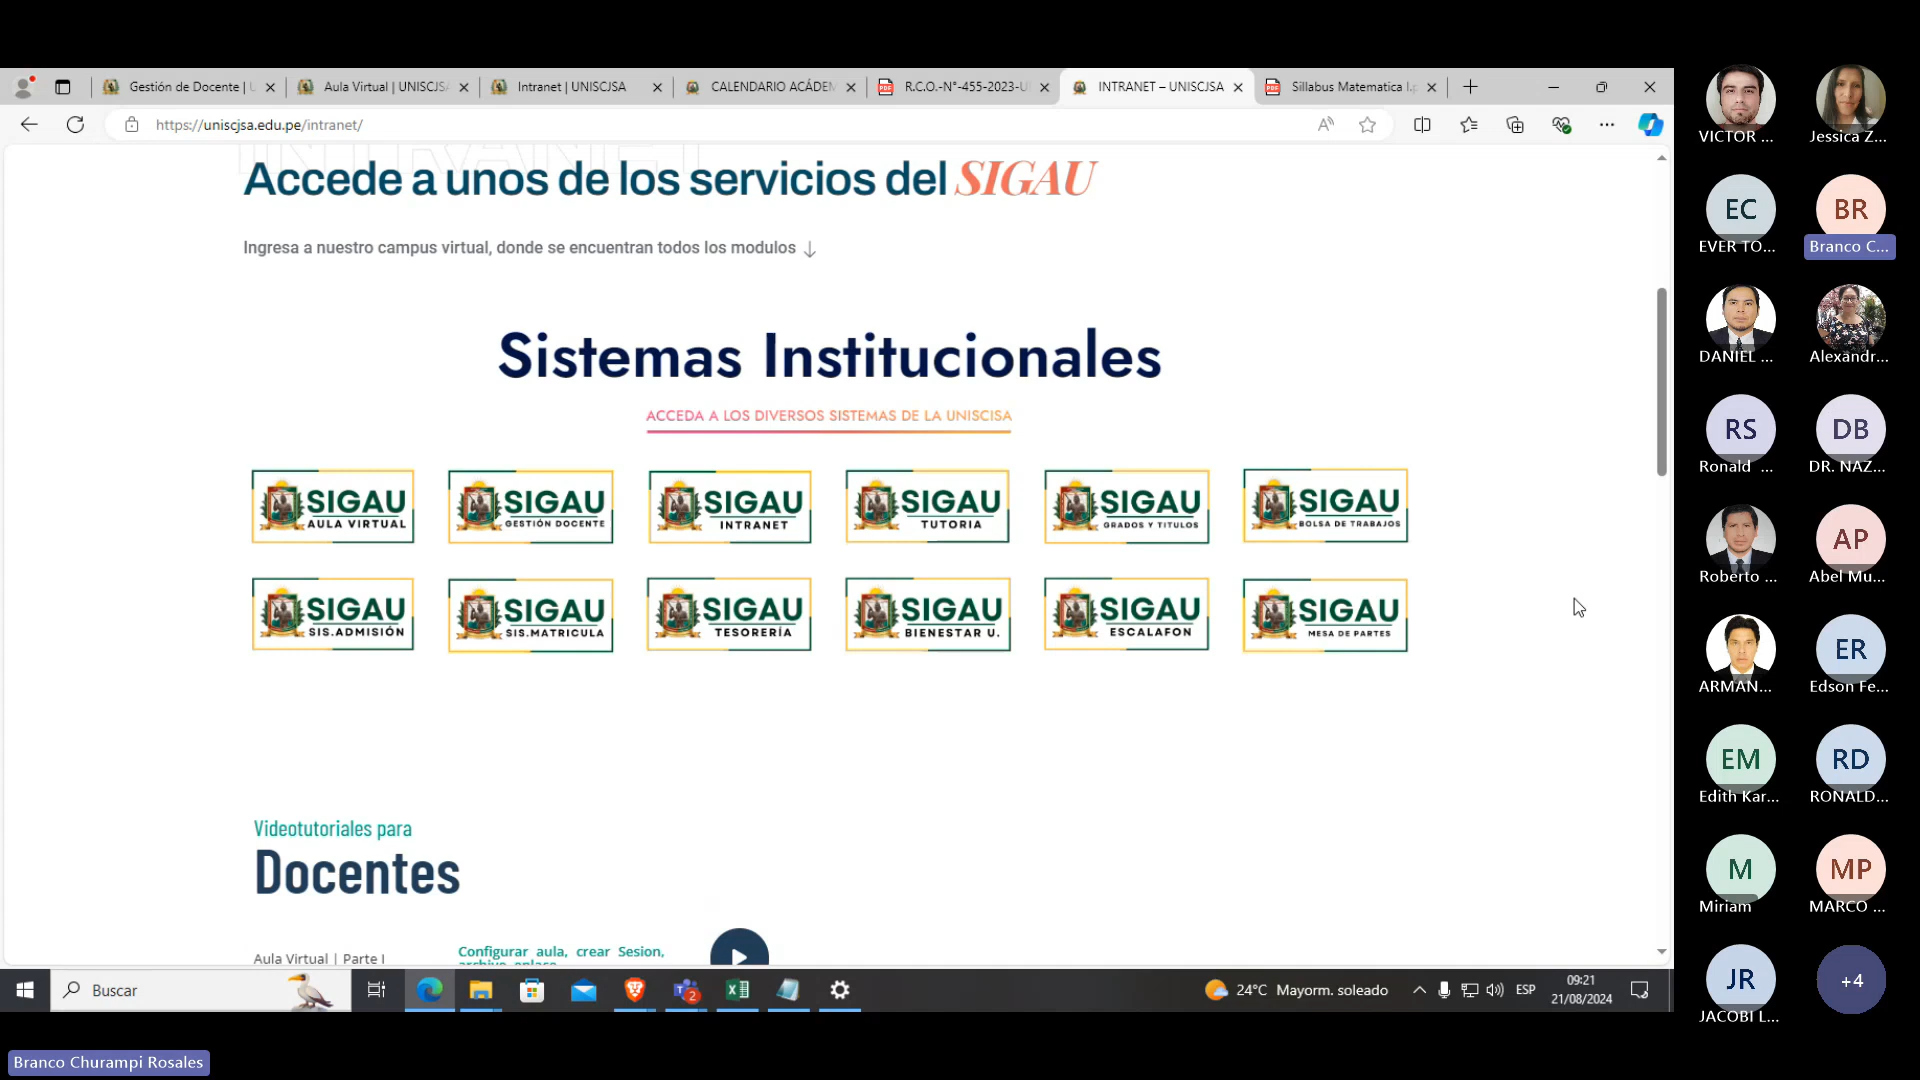 Gestión de Docente | U
Aula Virtual | UNISCJSA
Intranet | UNISCJSA
CALENDARIO ACÁDEM
R.C.O.-N°-455-2023-U
INTRANET – UNISCJSA
Sillabus Matematica I.p
https://uniscjsa.edu.pe/intranet/
INTRANET
Accede a unos de los servicios del SIGAU
Ingresa a nuestro campus virtual, donde se encuentran todos los modulos ↓
Sistemas Institucionales
ACCEDA A LOS DIVERSOS SISTEMAS DE LA UNISCJSA
SIGAU
AULA VIRTUAL
SIGAU
GESTIÓN DOCENTE
SIGAU
INTRANET
SIGAU
TUTORIA
SIGAU
GRADOS Y TITULOS
SIGAU
BOLSA DE TRABAJOS
SIGAU
SIS.ADMISIÓN
SIGAU
SIS.MATRICULA
SIGAU
TESORERÍA
SIGAU
BIENESTAR U.
SIGAU
ESCALAFON
SIGAU
MESA DE PARTES
Videotutoriales para
Docentes
Aula Virtual | Parte I
Configurar aula, crear Sesion,
archivo, enlace
Buscar
2
24°C Mayorm. soleado
ESP
09:21
21/08/2024
VICTOR ...
Jessica Z...
EC
EVER TO...
BR
Branco C...
DANIEL ...
Alexandr...
RS
Ronald ...
DB
DR. NAZ...
Roberto ...
AP
Abel Mu...
ARMAN...
ER
Edson Fe...
EM
Edith Kar...
RD
RONALD...
M
Miriam
MP
MARCO ...
JR
JACOBI L...
+4
Branco Churampi Rosales